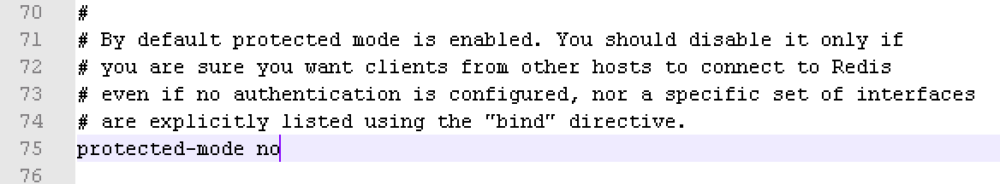 70 #
71 # By default protected mode is enabled. You should disable it only if
72 # you are sure you want clients from other hosts to connect to Redis
73 # even if no authentication is configured, nor a specific set of interfaces
74 # are explicitly listed using the "bind" directive.
75 protected-mode no
76